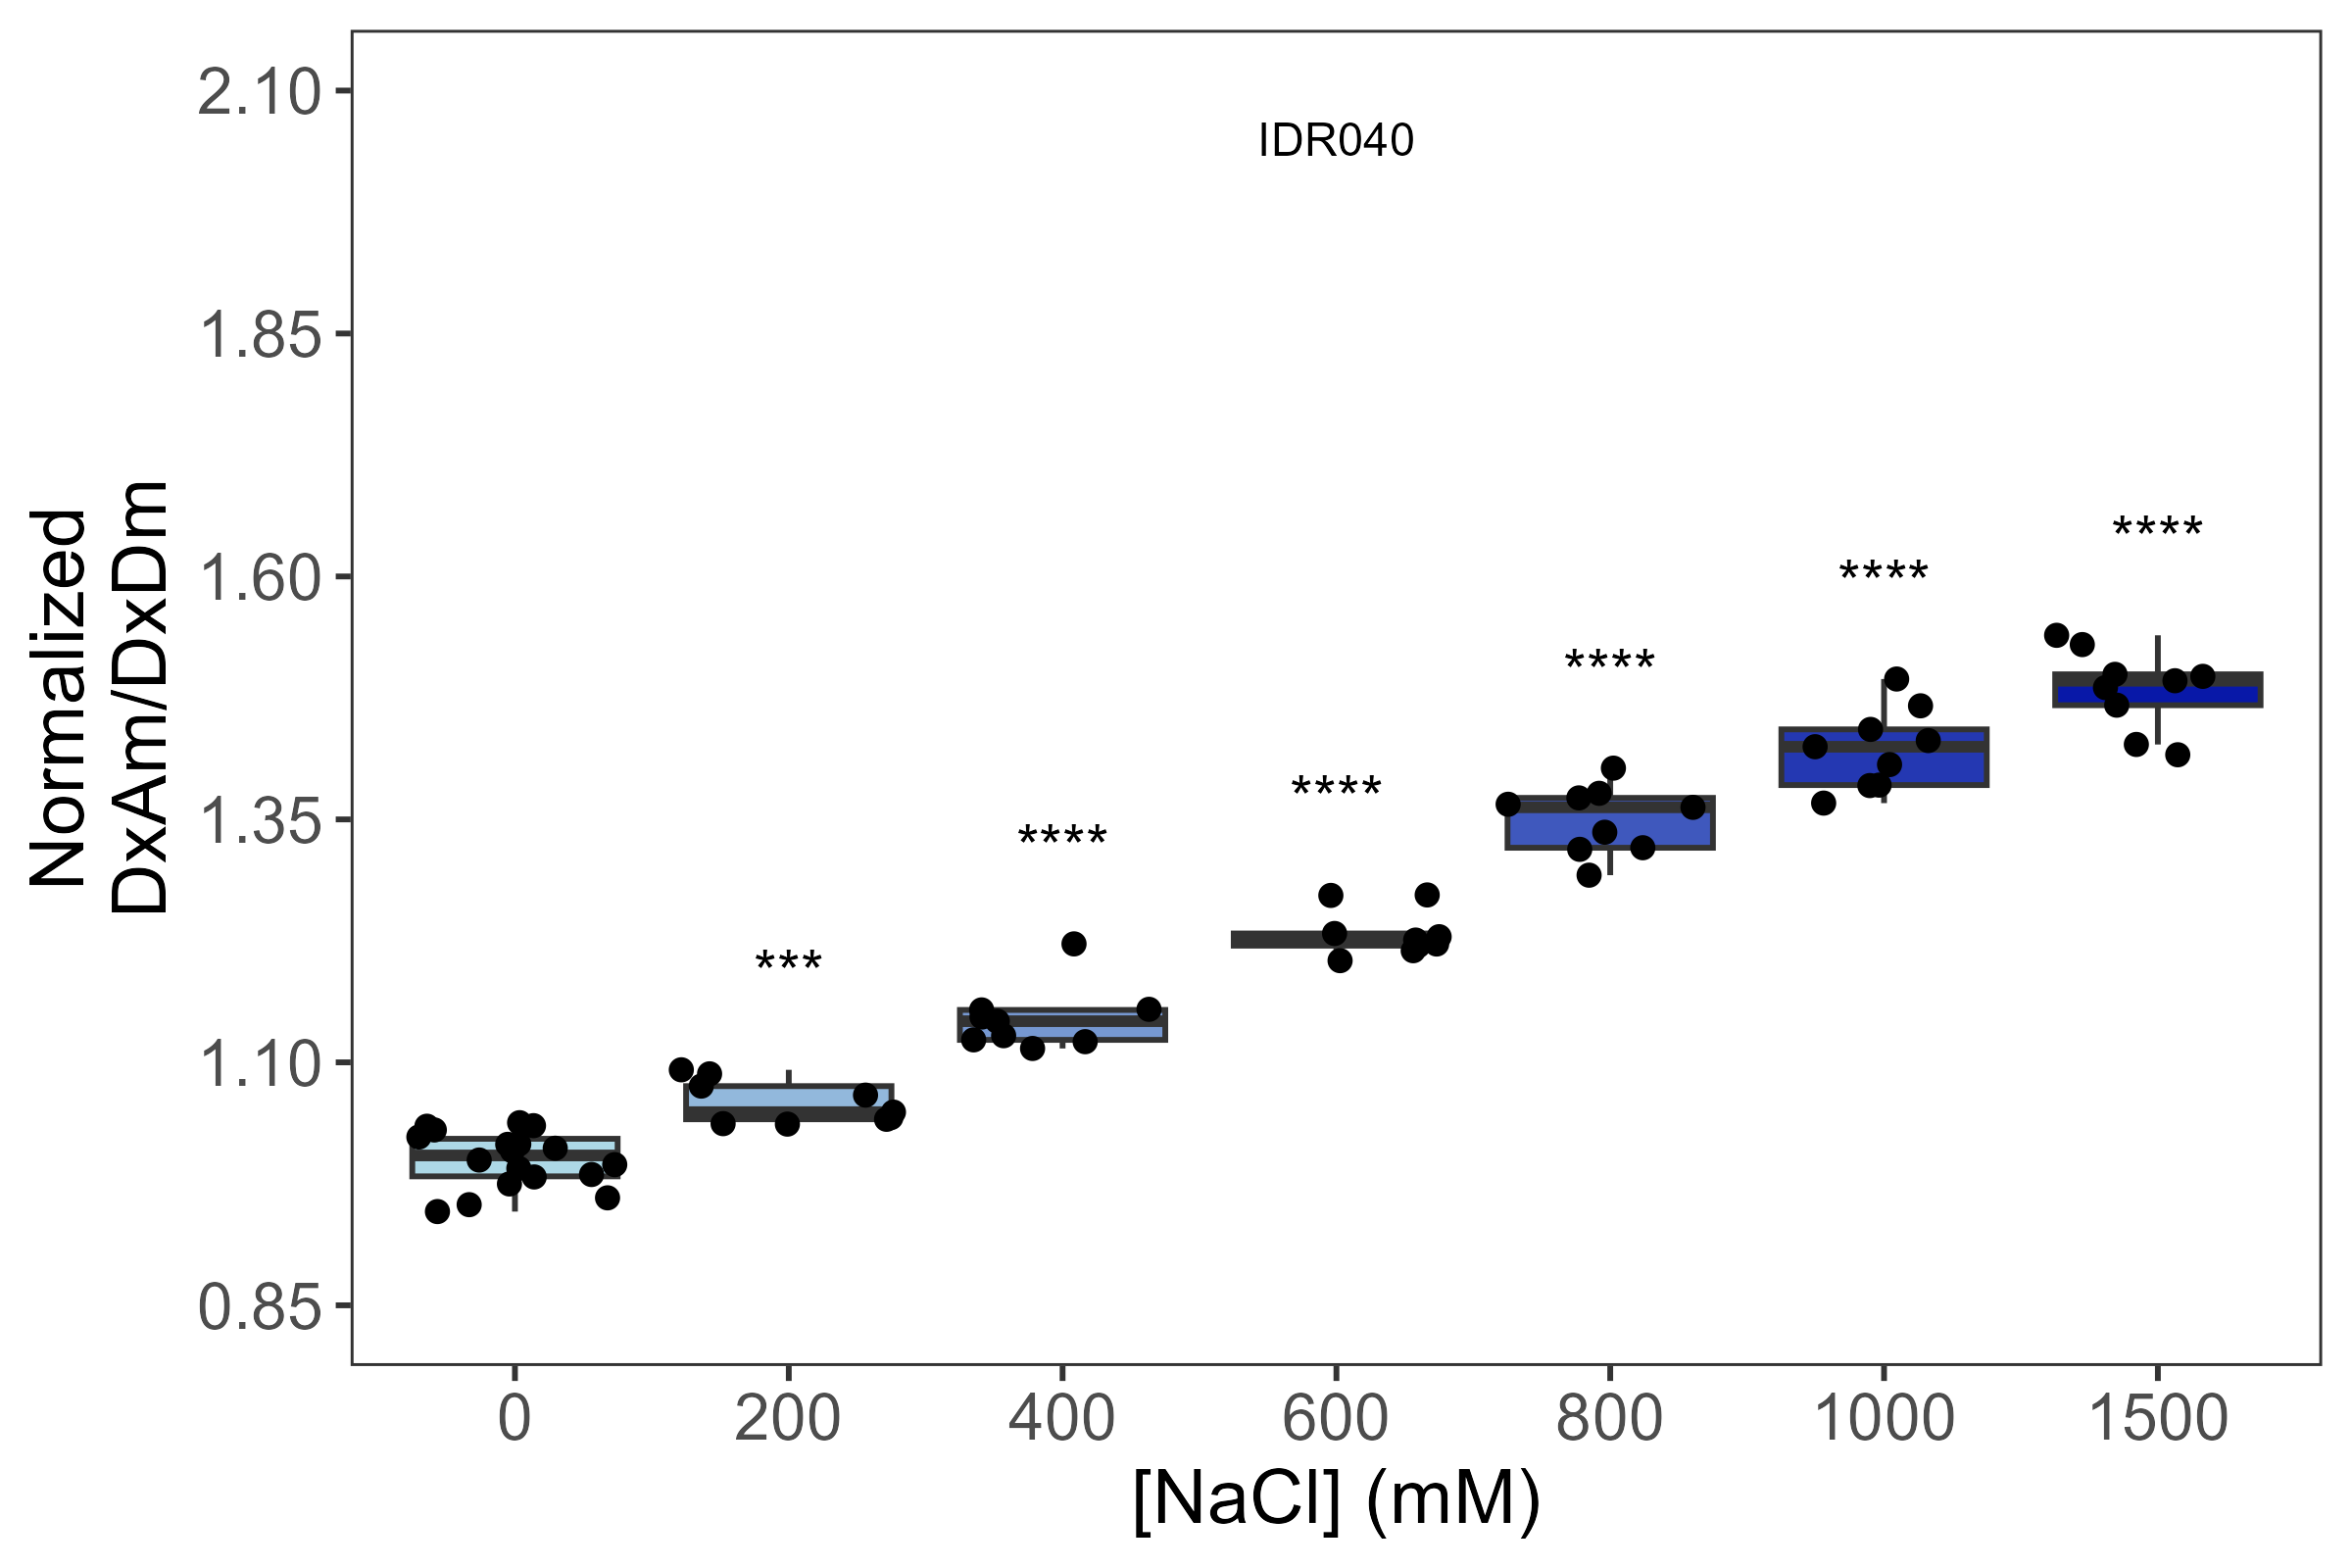 IDR040
2.10
1.85
1.60
1.35
1.10
0.85
Normalized
DxAm/DxDm
***
****
****
****
****
****
0 200 400 600 800 1000 1500
[NaCl] (mM)